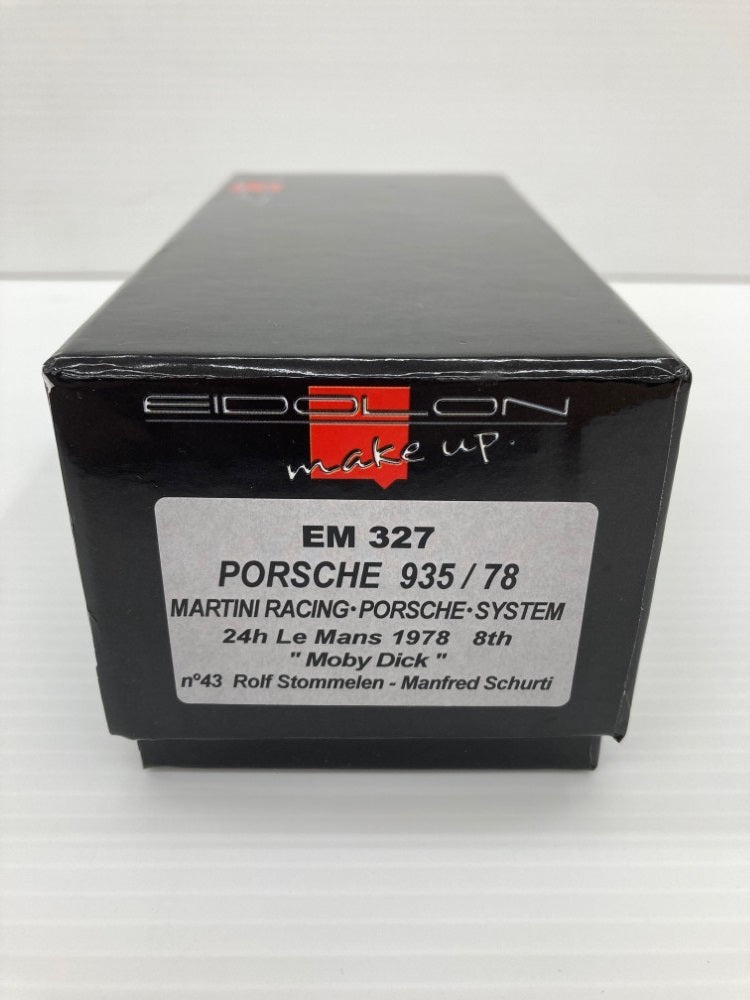 EIDOLON
make up.
EM 327
PORSCHE 935 / 78
MARTINI RACING•PORSCHE•SYSTEM
24h Le Mans 1978 8th
" Moby Dick "
nº43 Rolf Stommelen - Manfred Schurti